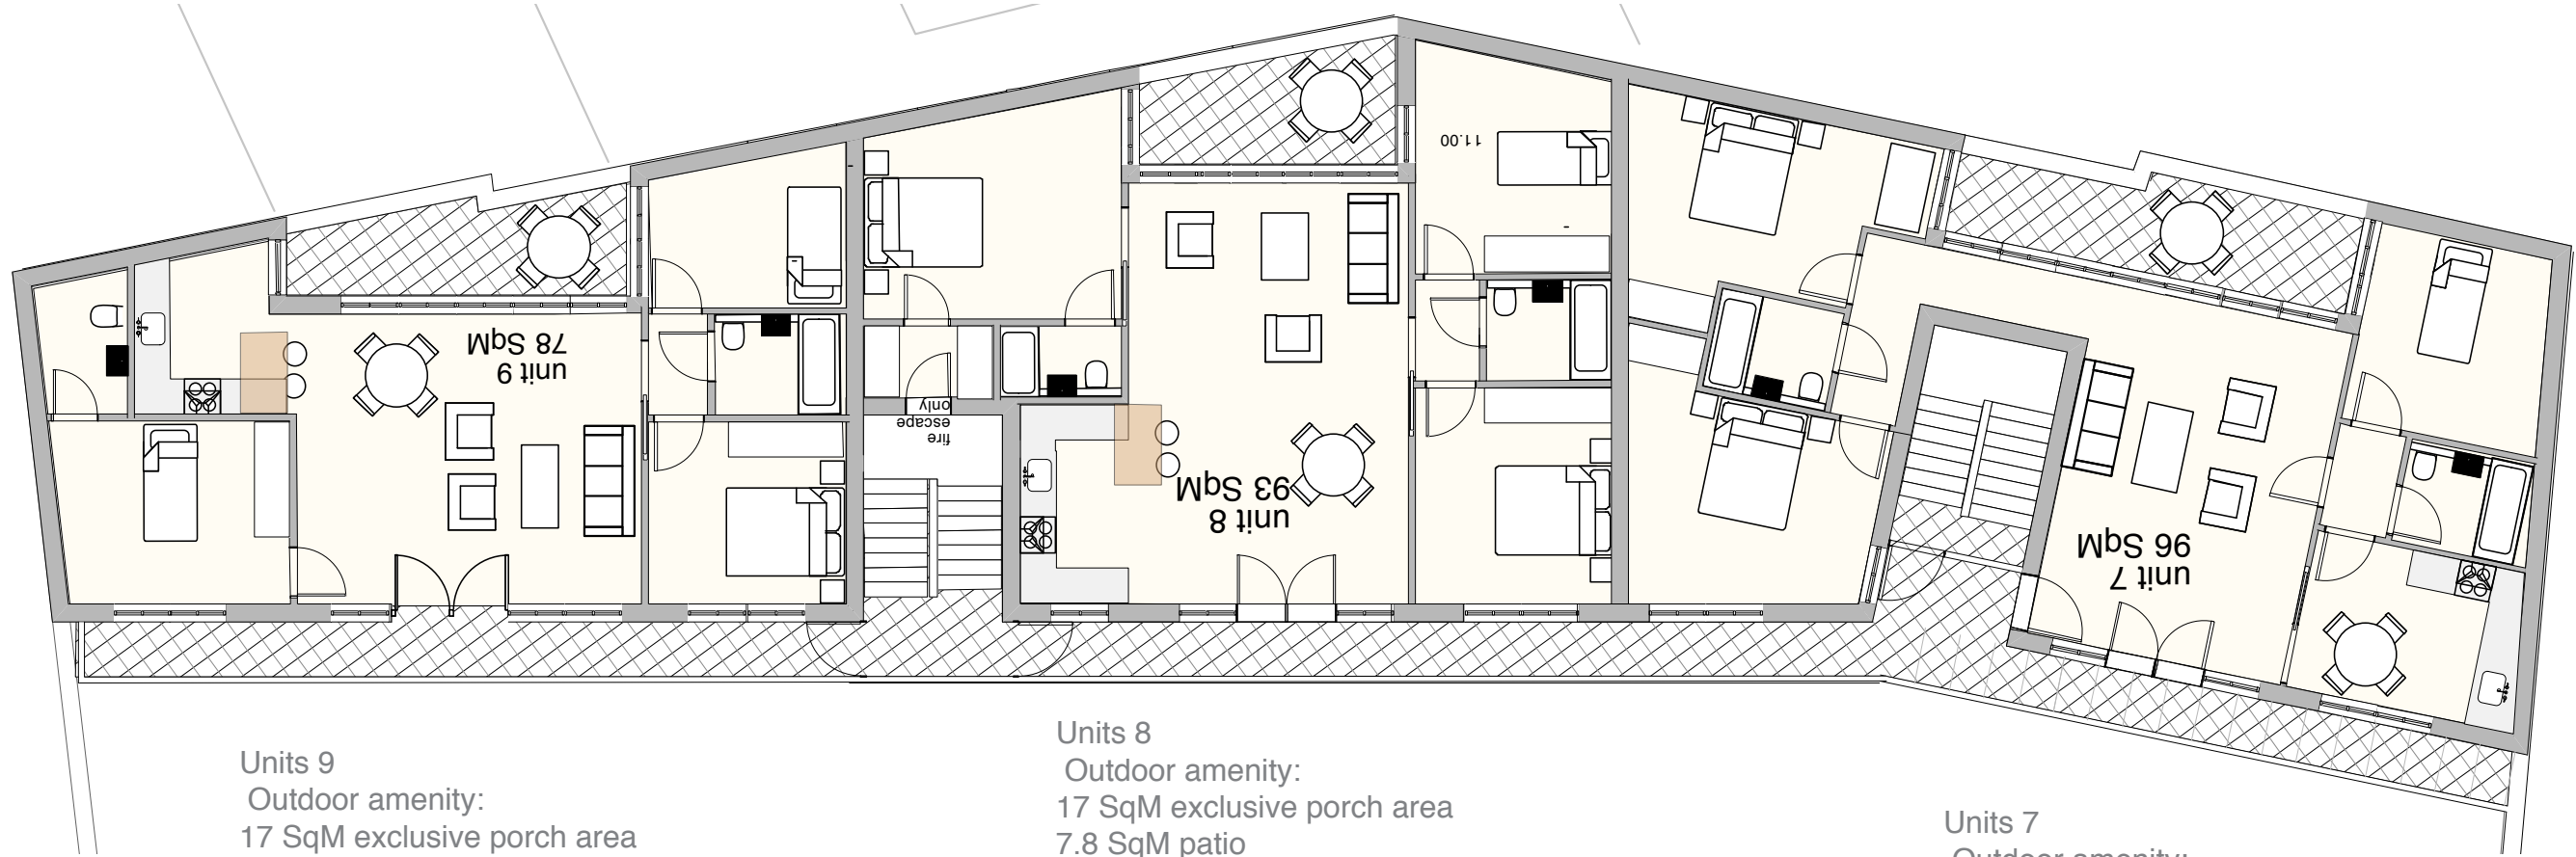 unit 9
78 SqM
fire
escape
only
unit 8
93 SqM
11.00
unit 7
96 SqM
Units 9
Outdoor amenity:
17 SqM exclusive porch area
Units 8
Outdoor amenity:
17 SqM exclusive porch area
7.8 SqM patio
Units 7
Outdoor amenity: